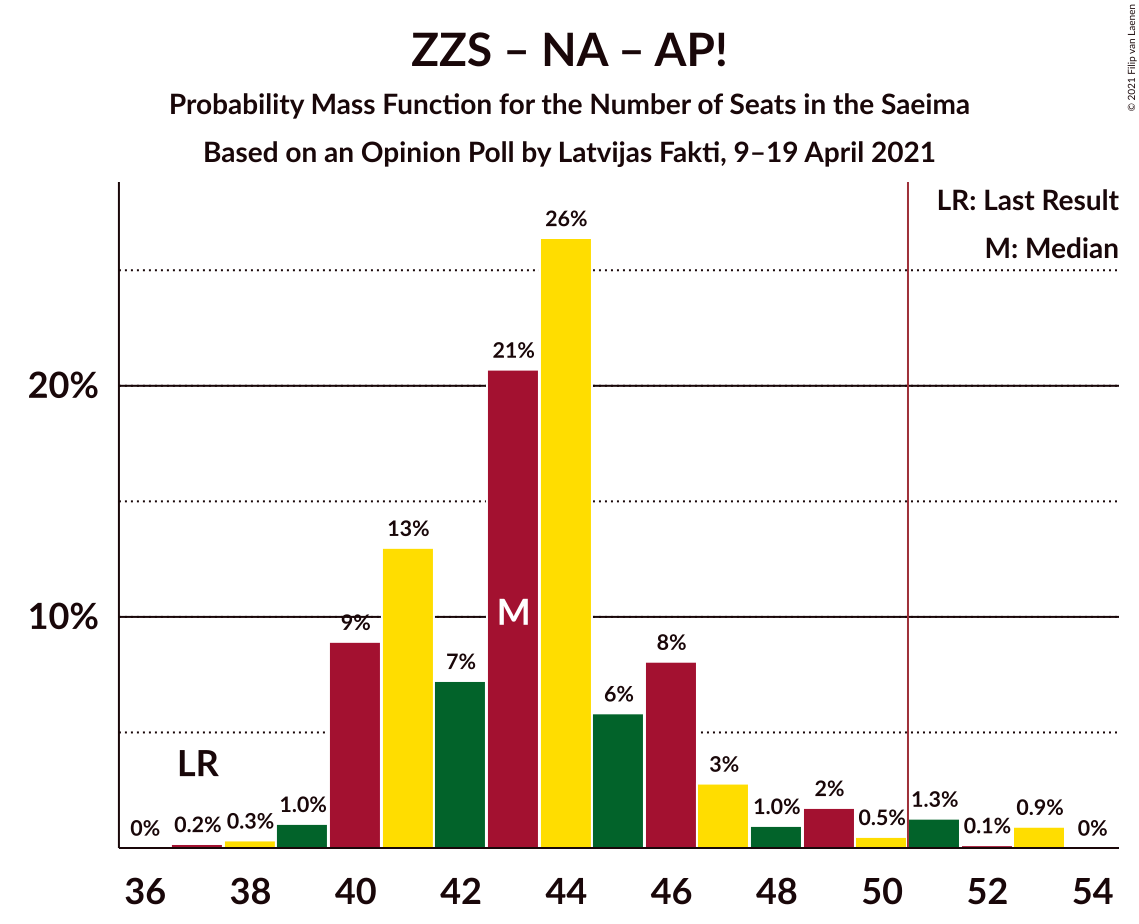 ZZS – NA – AP!
Probability Mass Function for the Number of Seats in the Saeima
Based on an Opinion Poll by Latvijas Fakti, 9–19 April 2021
© 2021 Filip van Laenen
LR: Last Result
M: Median
26%
21%
20%
13%
10%
9%
M
8%
7%
6%
LR
3%
2%
0%
0.2%
0.3%
1.0%
1.0%
0.5%
1.3%
0.1%
0.9%
0%
36 38 40 42 44 46 48 50 52 54